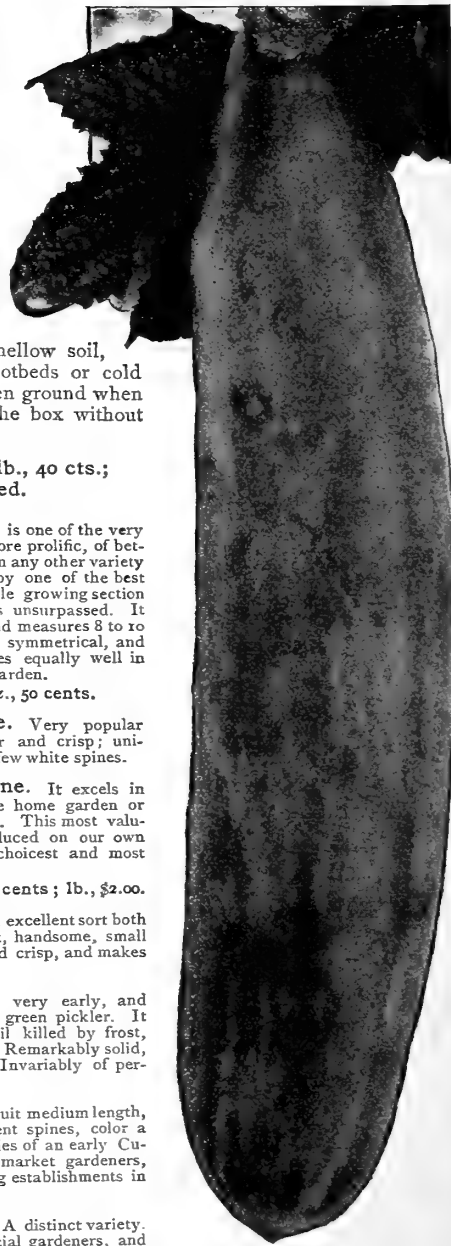 nellow soil,
otbeds or cold
en ground when
he box without
lb., 40 cts.;
ed.
is one of the very
ore prolific, of bet-
n any other variety
by one of the best
le growing section
s unsurpassed. It
d measures 8 to 10
symmetrical, and
es equally well in
arden.
z., 50 cents.
e. Very popular
r and crisp; uni-
few white spines.
ne. It excels in
e home garden or
. This most valu-
duced on our own
choicest and most
cents; lb., $2.00.
excellent sort both
, handsome, small
d crisp, and makes
very early, and
green pickler. It
il killed by frost,
Remarkably solid,
Invariably of per-
uit medium length,
ent spines, color a
es of an early Cu-
market gardeners,
g establishments in
A distinct variety.
cial gardeners, and